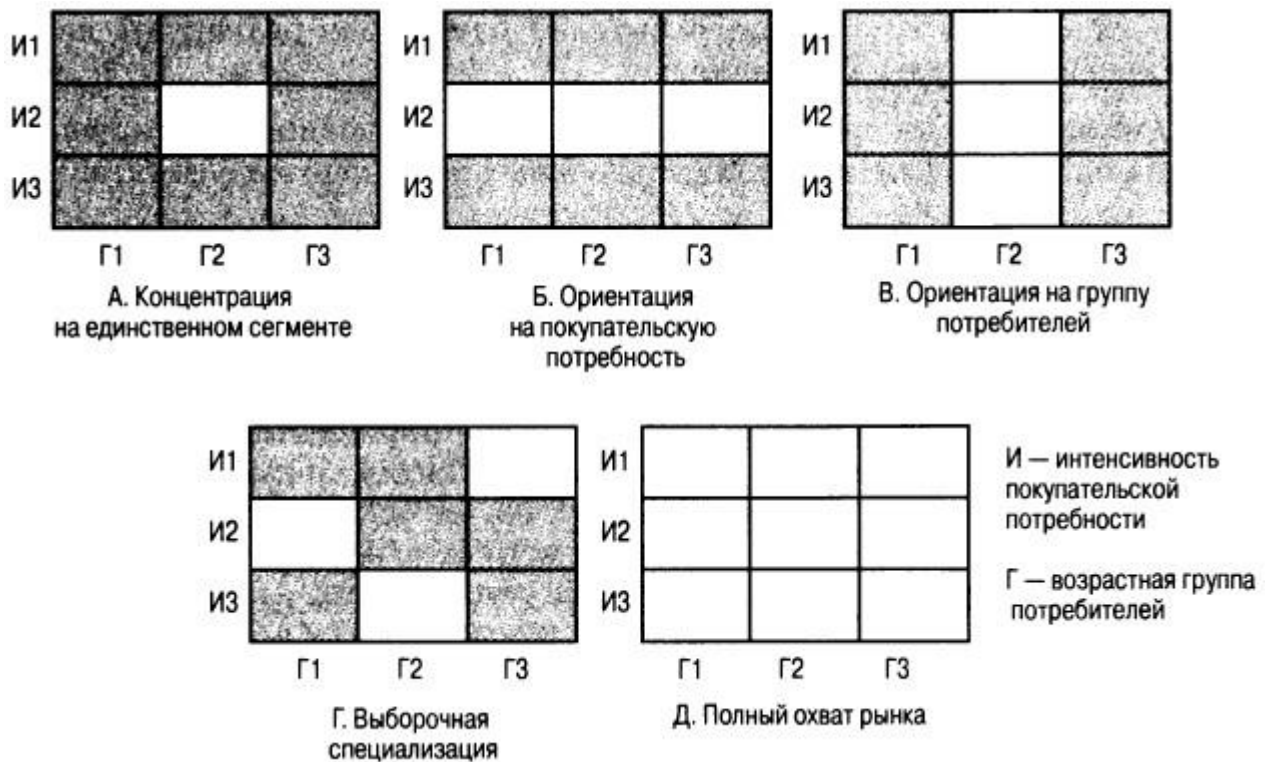 И1
И2
И3
Г1 Г2 Г3
А. Концентрация
на единственном сегменте
И1
И2
И3
Г1 Г2 Г3
Б. Ориентация
на покупательскую
потребность
И1
И2
И3
Г1 Г2 Г3
В. Ориентация на группу
потребителей
И1
И2
И3
Г1 Г2 Г3
Г. Выборочная
специализация
И1
И2
И3
Г1 Г2 Г3
Д. Полный охват рынка
И — интенсивность
покупательской
потребности
Г — возрастная группа
потребителей